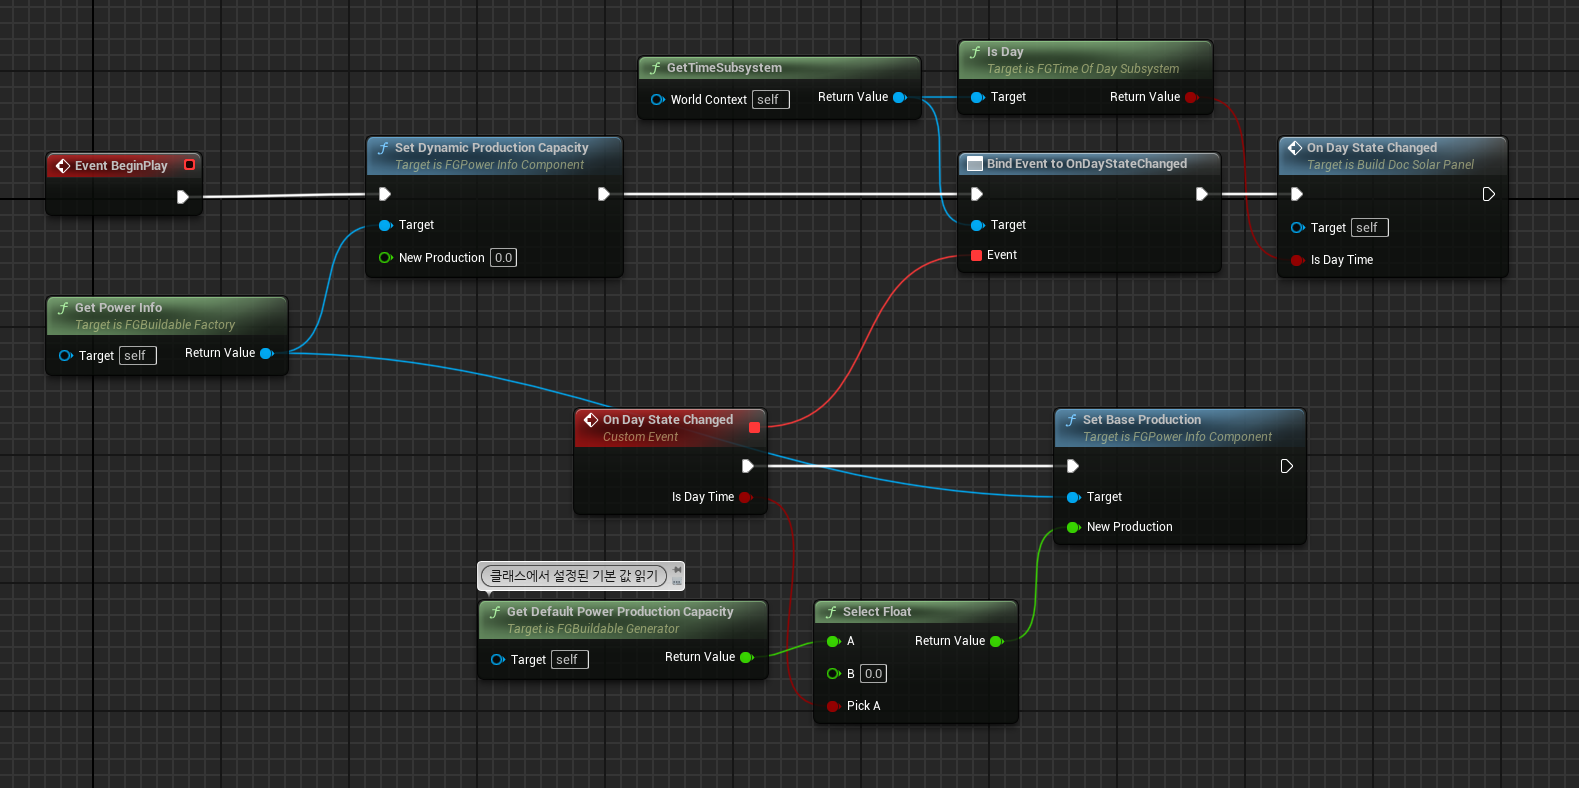 Event BeginPlay
Set Dynamic Production Capacity
Target is FGPower Info Component
Target
New Production 0.0
Get Power Info
Target is FGBuildable Factory
Target self
Return Value
GetTimeSubsystem
World Context self
Return Value
Is Day
Target is FGTime Of Day Subsystem
Target
Return Value
Bind Event to OnDayStateChanged
Target
Event
On Day State Changed
Target is Build Doc Solar Panel
Target self
Is Day Time
On Day State Changed
Custom Event
Is Day Time
Set Base Production
Target is FGPower Info Component
Target
New Production
클래스에서 설정된 기본 값 읽기
Get Default Power Production Capacity
Target is FGBuildable Generator
Target self
Return Value
Select Float
A
Return Value
B 0.0
Pick A